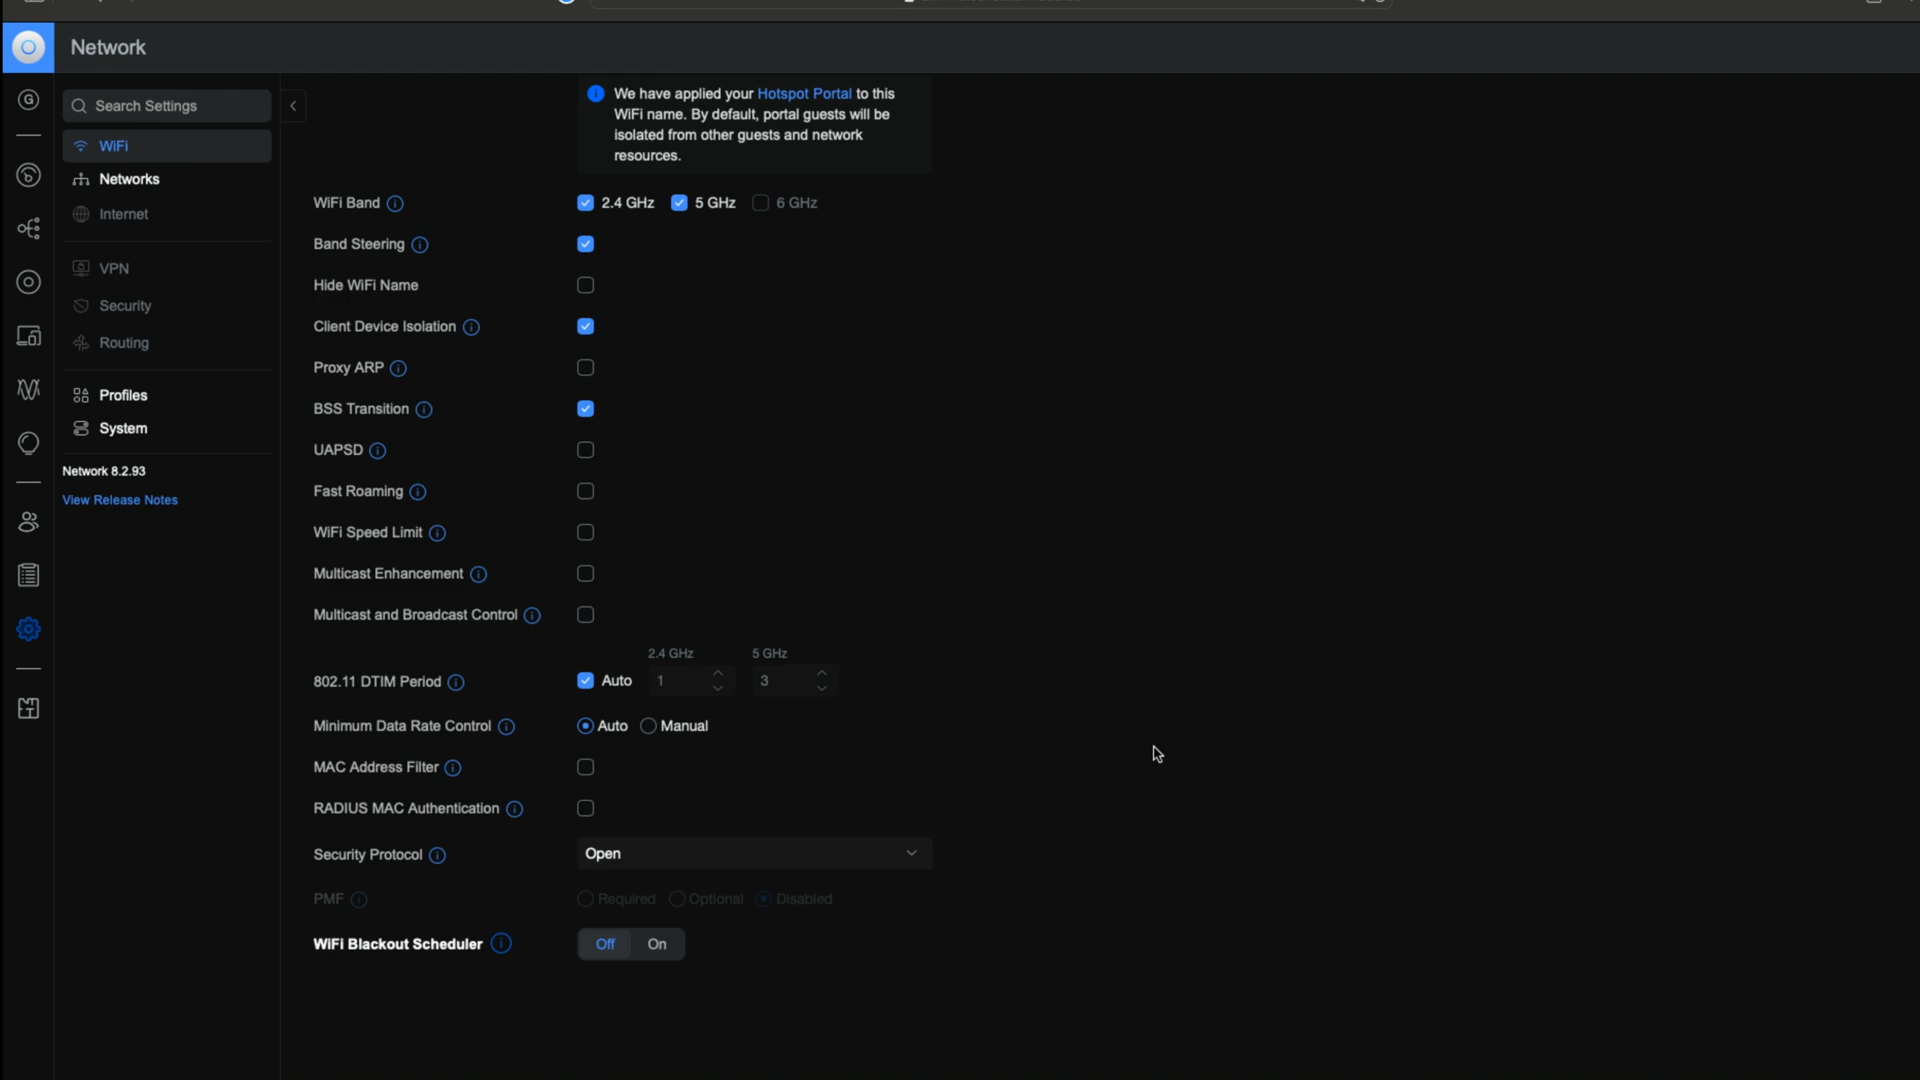 Network
Search Settings
WiFi
Networks
Internet
VPN
Security
Routing
Profiles
System
Network 8.2.93
View Release Notes
We have applied your Hotspot Portal to this
WiFi name. By default, portal guests will be
isolated from other guests and network
resources.
WiFi Band 2.4 GHz 5 GHz 6 GHz
Band Steering
Hide WiFi Name
Client Device Isolation
Proxy ARP
BSS Transition
UAPSD
Fast Roaming
WiFi Speed Limit
Multicast Enhancement
Multicast and Broadcast Control
2.4 GHz 5 GHz
802.11 DTIM Period Auto 1 3
Minimum Data Rate Control Auto Manual
MAC Address Filter
RADIUS MAC Authentication
Security Protocol Open
PMF Required Optional Disabled
WiFi Blackout Scheduler Off On